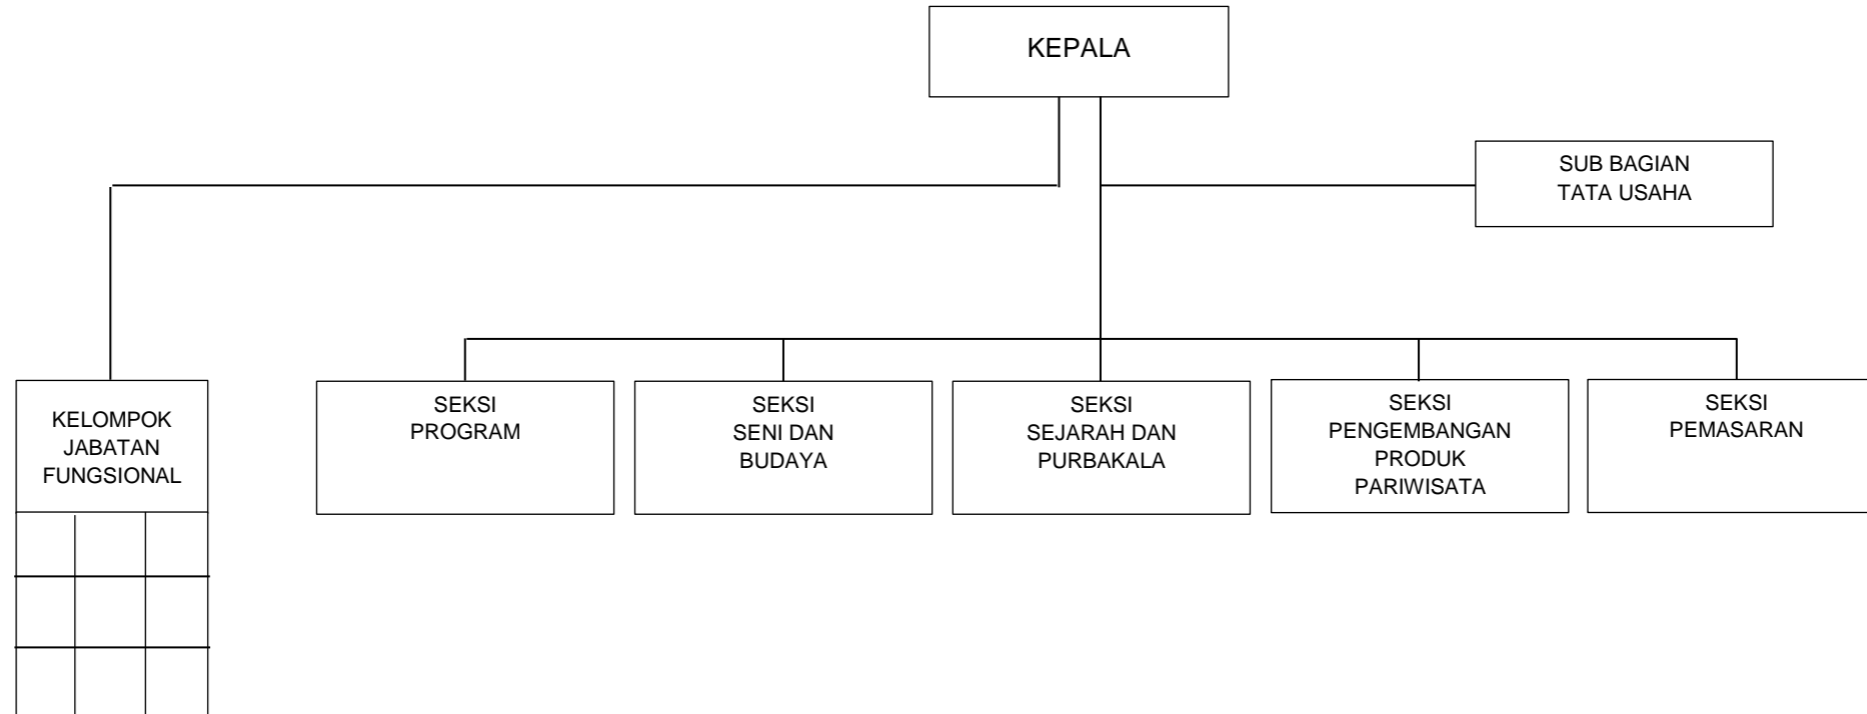 KEPALA
SUB BAGIAN
TATA USAHA
KELOMPOK
JABATAN
FUNGSIONAL
SEKSI
PROGRAM
SEKSI
SENI DAN
BUDAYA
SEKSI
SEJARAH DAN
PURBAKALA
SEKSI
PENGEMBANGAN
PRODUK
PARIWISATA
SEKSI
PEMASARAN